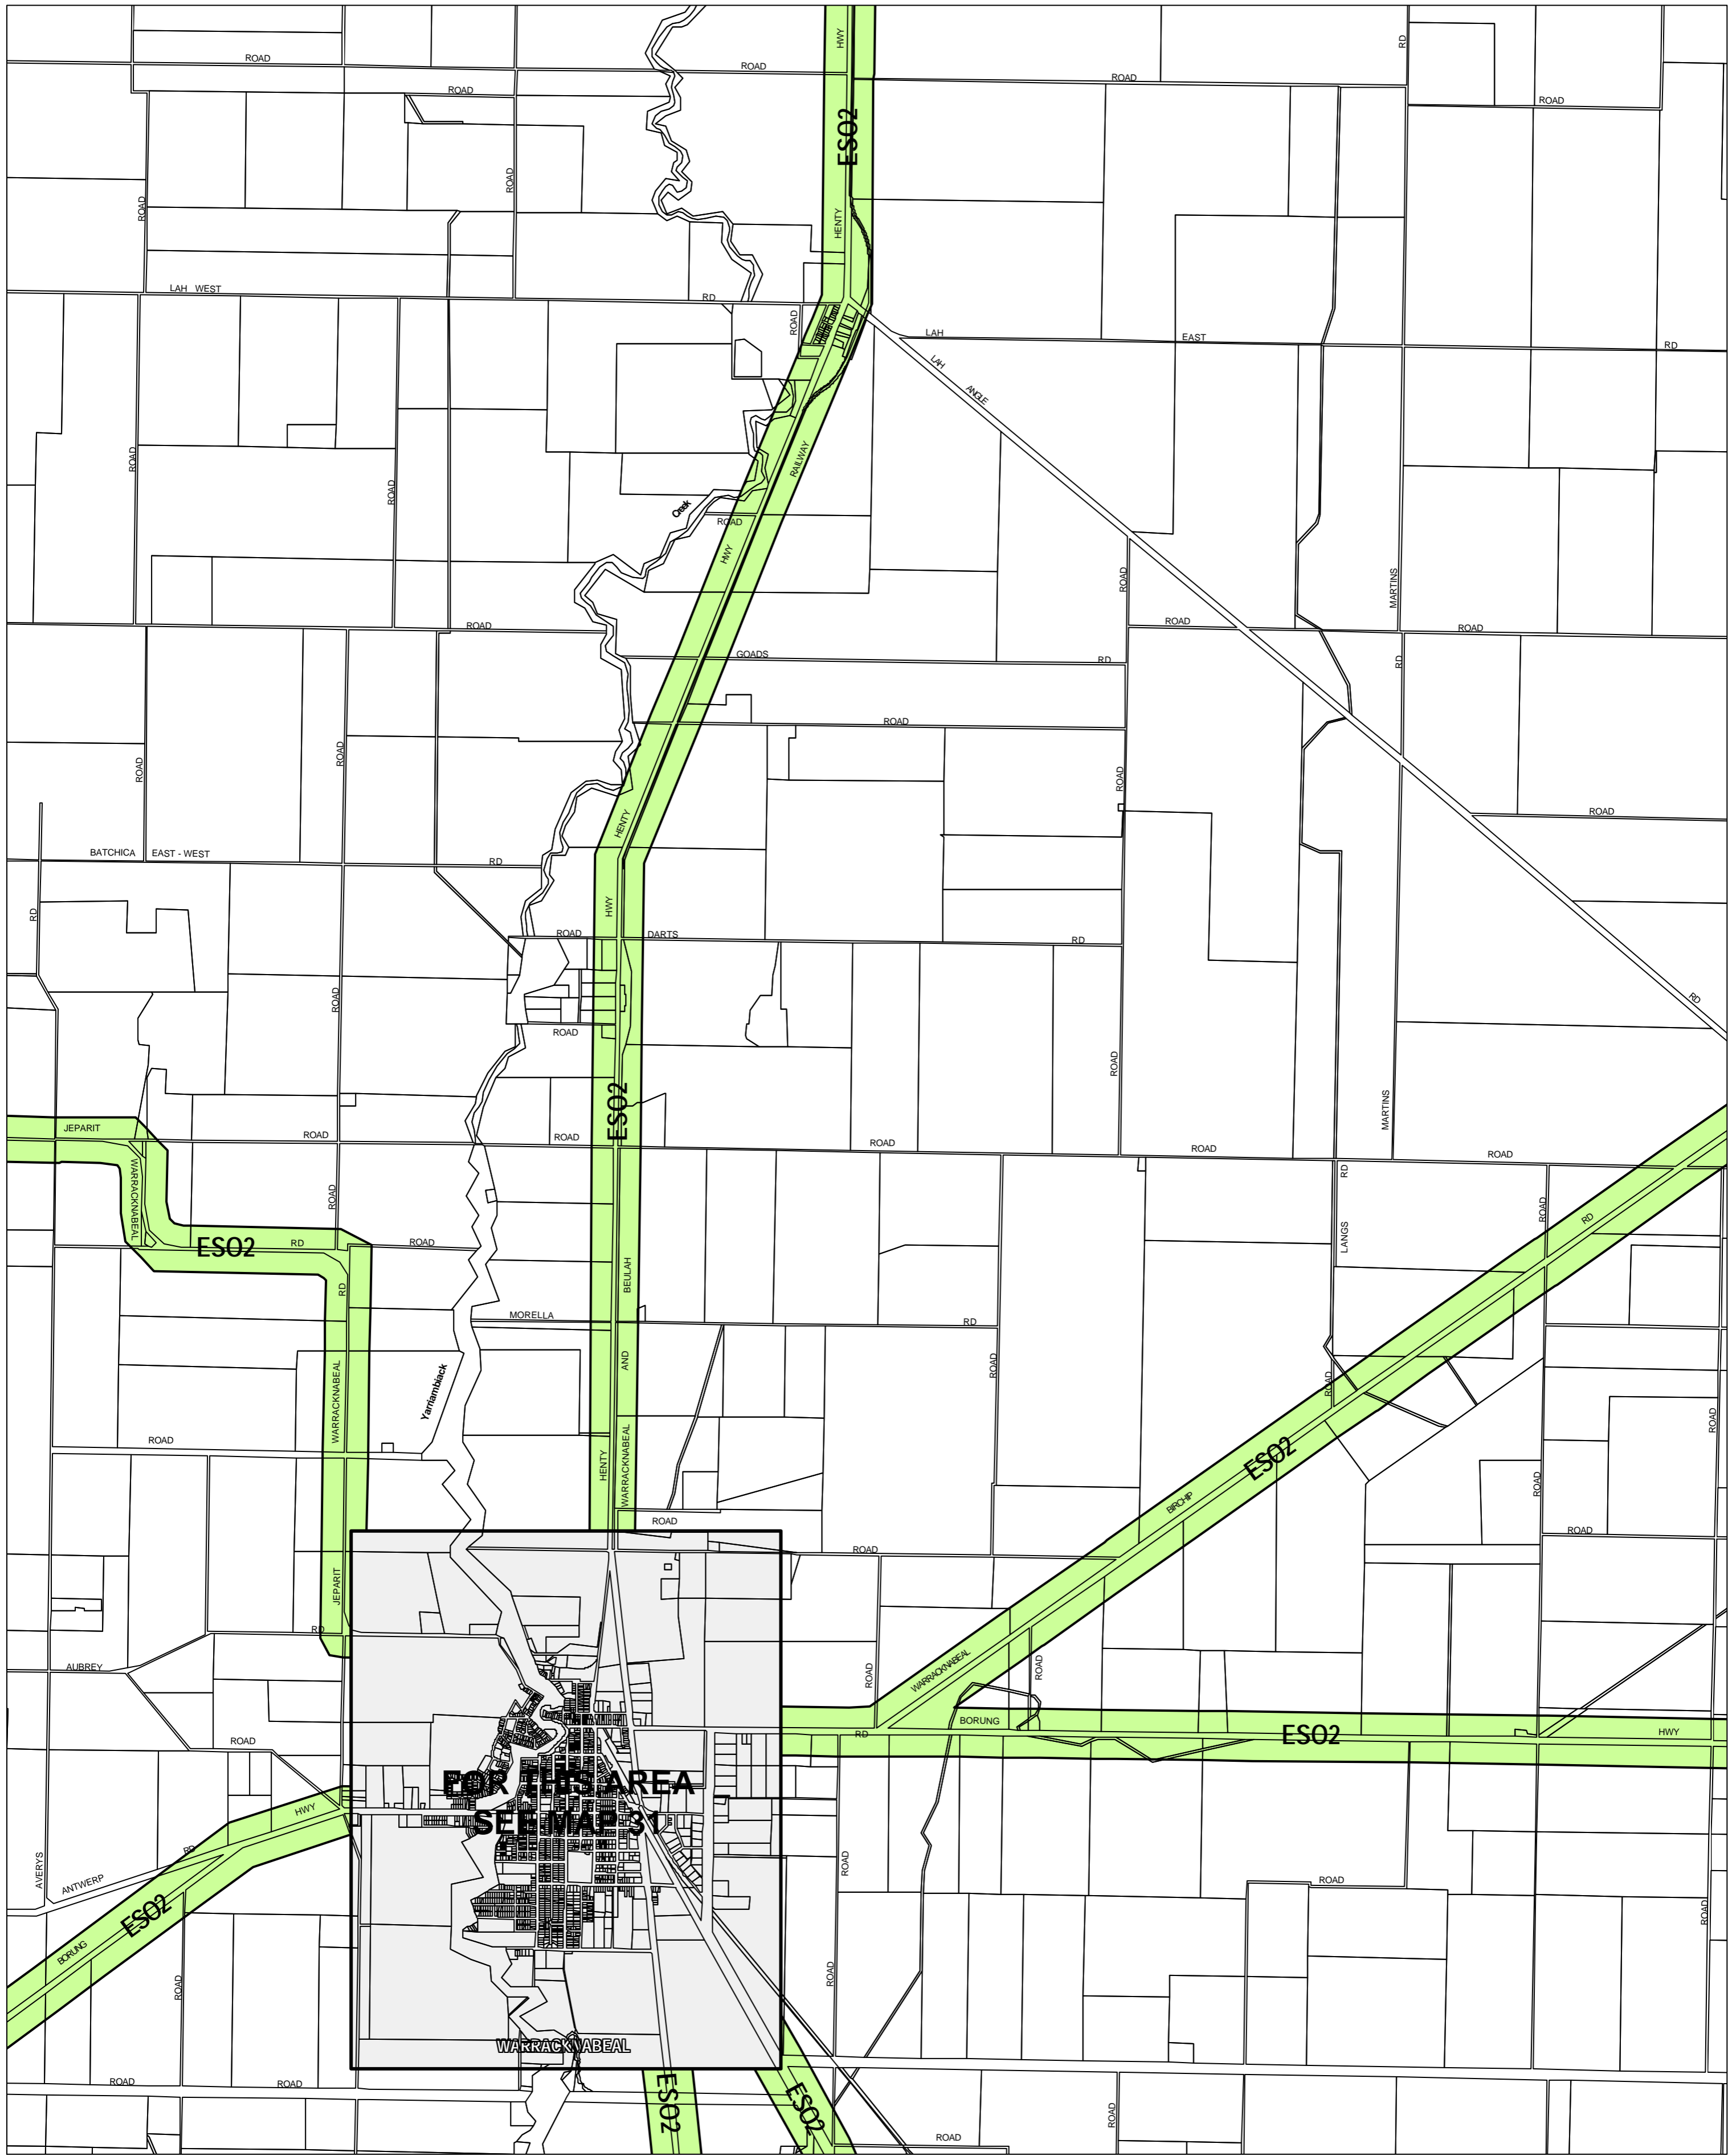 HWY
RD
ROAD
ROAD
ROAD
ROAD
ROAD
ESO2
ROAD
ROAD
HENTY
LAH WEST
RD
ROAD
LAH
EAST
RD
LAH
ANGLE
ROAD
RAILWAY
ROAD
Creek
ROAD
HWY
ROAD
MARTINS
ROAD
ROAD
ROAD
GOADS
RD
RD
ROAD
ROAD
ROAD
ROAD
ROAD
HENTY
BATCHICA
EAST - WEST
RD
RD
HWY
ROAD
DARTS
RD
ROAD
RD
ROAD
ROAD
ESO2
MARTINS
JEPARIT
ROAD
ROAD
ROAD
ROAD
ROAD
WARRACKNABEAL
ROAD
RD
ROAD
RD
ESO2
RD
ROAD
LANGS
RD
BEULAH
MORELLA
RD
WARRACKNABEAL
Yarriamblack
AND
ROAD
ROAD
ROAD
ROAD
HENTY
WARRACKNABEAL
ESO2
ROAD
BIRCHIP
ROAD
ROAD
ROAD
JEPARIT
RD
AUBREY
ROAD
WARRACKNABEAL
ROAD
BORUNG
RD
ESO2
HWY
ROAD
FOR THIS AREA
SEE MAP 31
HWY
RD
AVERYS
ANTWERP
ROAD
ROAD
ESO2
ROAD
BORUNG
ROAD
ROAD
WARRACKNABEAL
ROAD
ROAD
ESO2
ESO2
ROAD
ROAD